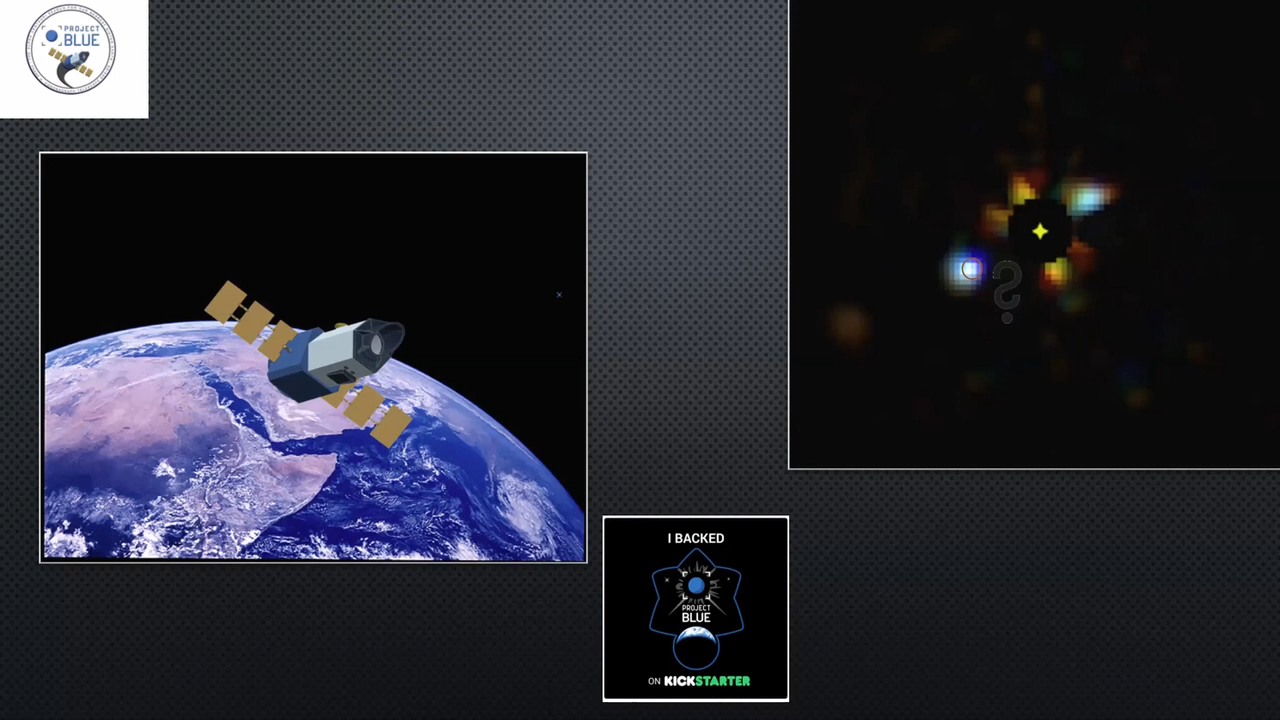 PROJECT
BLUE
?
I BACKED
PROJECT
BLUE
ON KICKSTARTER